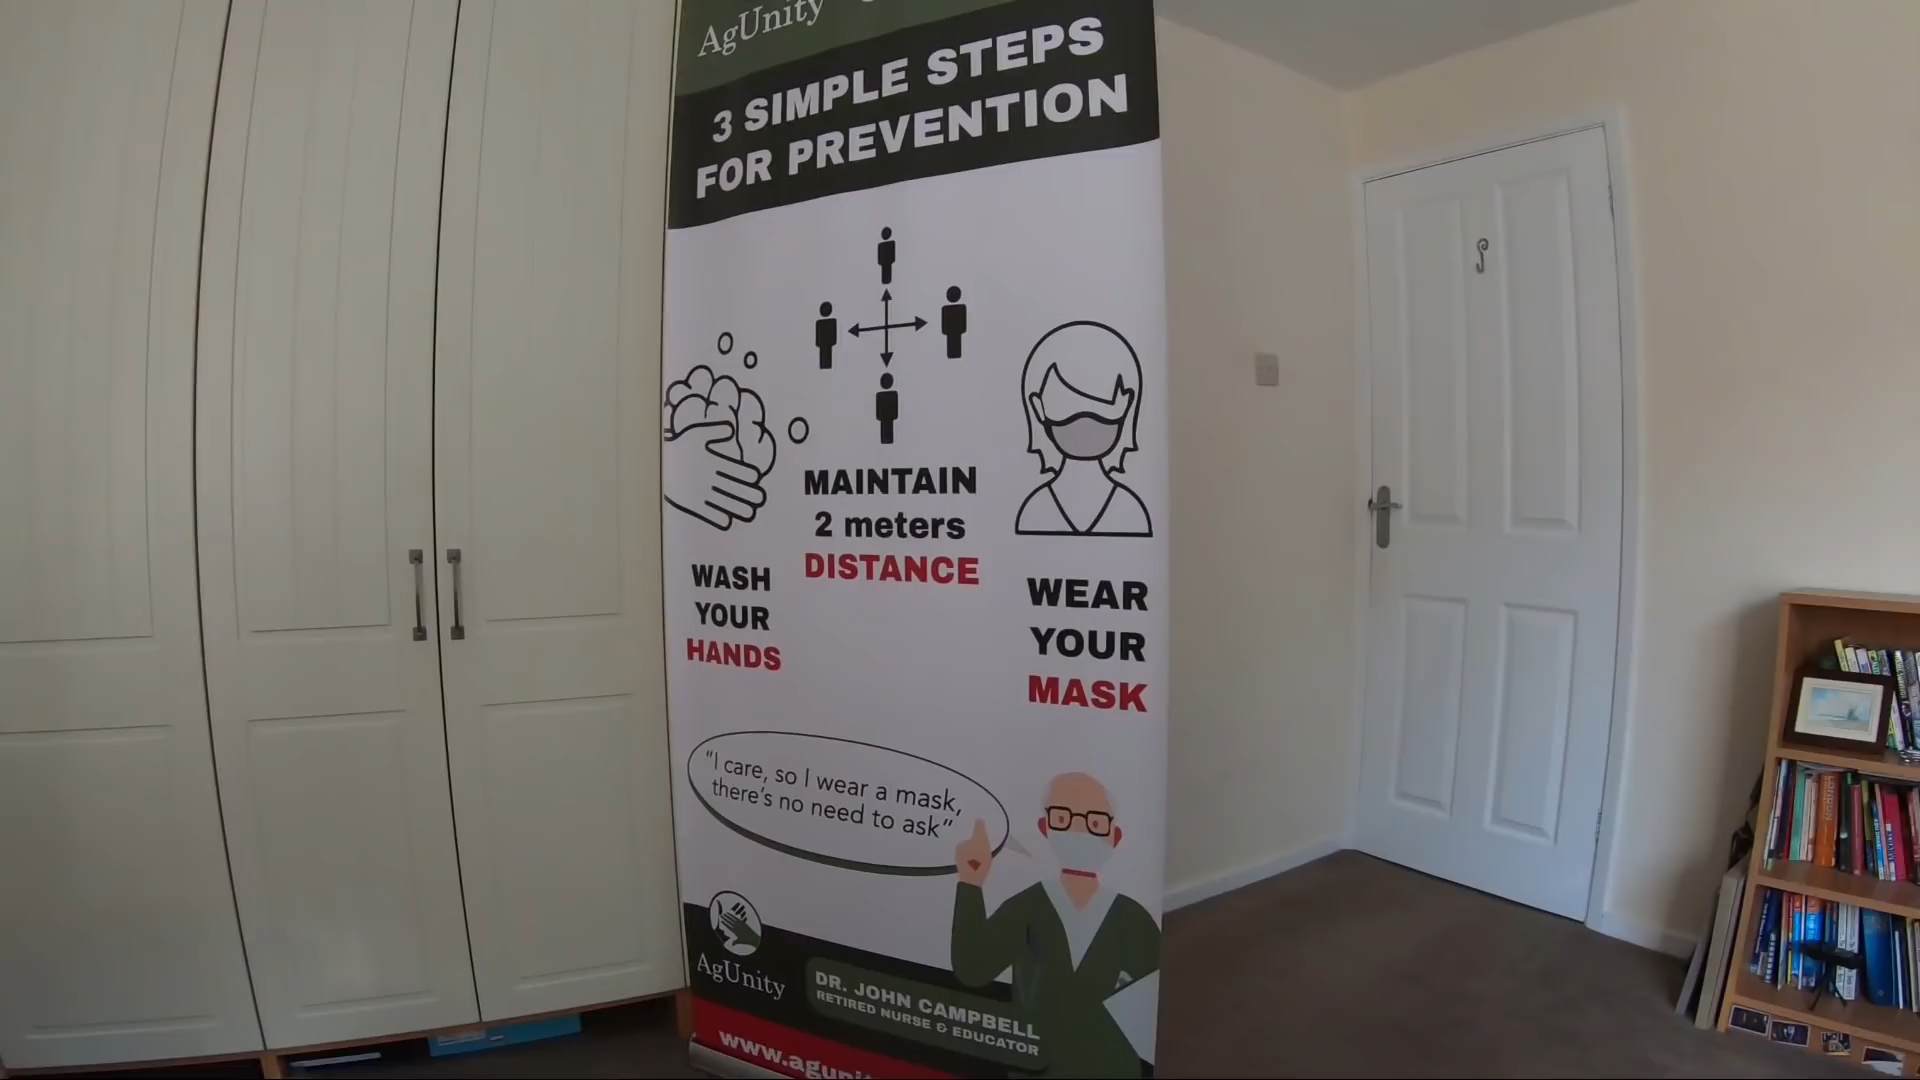 AgUnity
3 SIMPLE STEPS
FOR PREVENTION
MAINTAIN
2 meters
DISTANCE
WASH
YOUR
HANDS
WEAR
YOUR
MASK
"I care, so I wear a mask,
there's no need to ask"
AgUnity
DR. JOHN CAMPBELL
RETIRED NURSE & EDUCATOR